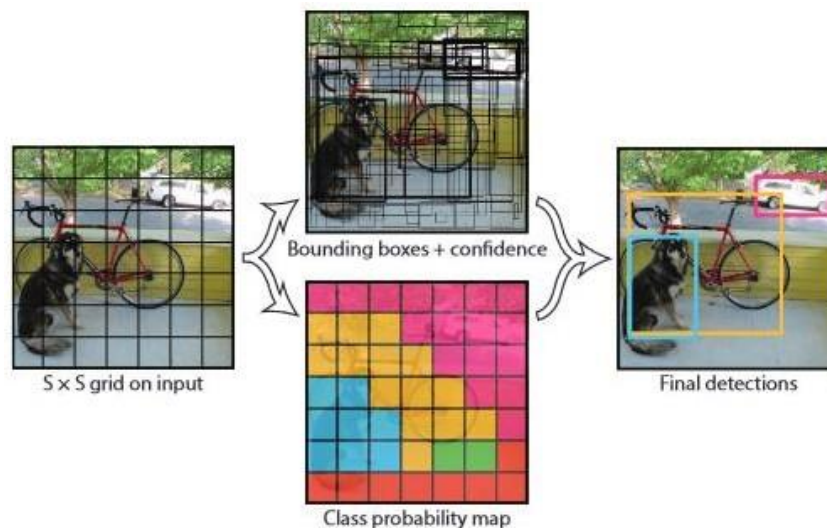 Bounding boxes + confidence
S × S grid on input
Final detections
Class probability map